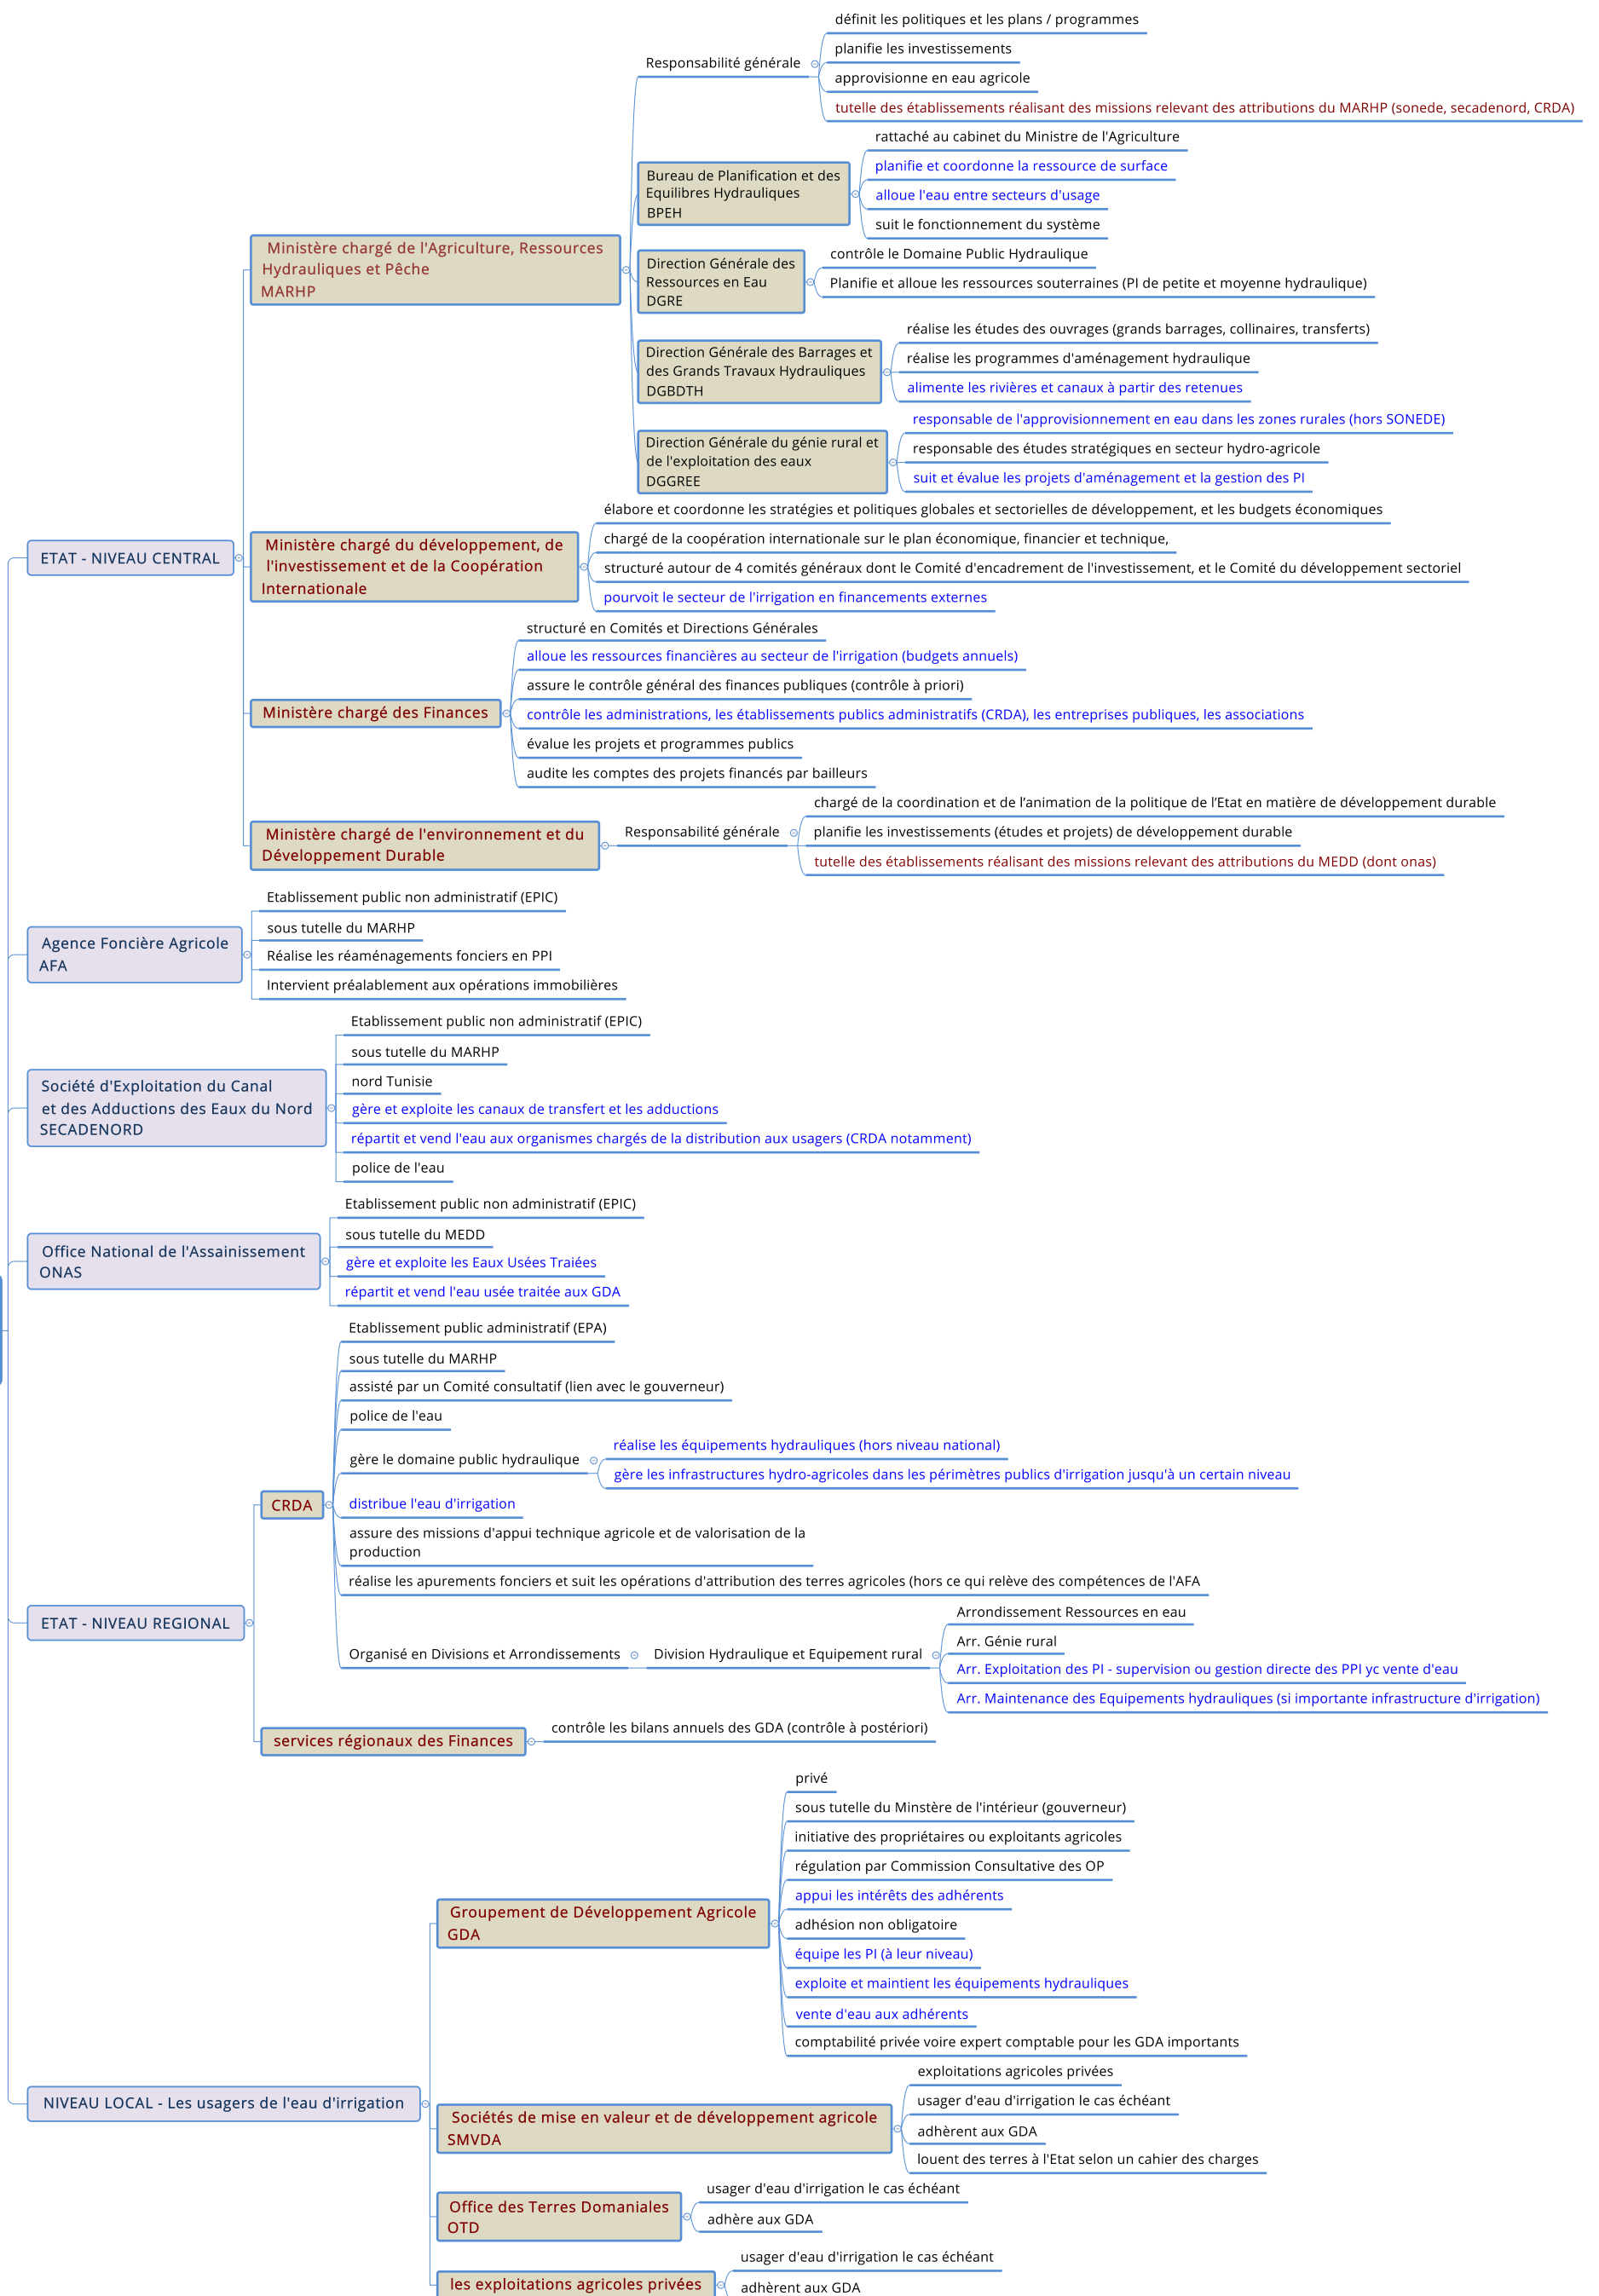 définit les politiques et les plans / programmes
Responsabilité générale
planifie les investissements
approvisionne en eau agricole
tutelle des établissements réalisant des missions relevant des attributions du MARHP (sonede, secadenord, CRDA)
Bureau de Planification et des
Equilibres Hydrauliques
BPEH
rattaché au cabinet du Ministre de l'Agriculture
planifie et coordonne la ressource de surface
alloue l'eau entre secteurs d'usage
suit le fonctionnement du système
Ministère chargé de l'Agriculture, Ressources
Hydrauliques et Pêche
MARHP
Direction Générale des
Ressources en Eau
DGRE
contrôle le Domaine Public Hydraulique
Planifie et alloue les ressources souterraines (PI de petite et moyenne hydraulique)
Direction Générale des Barrages et
des Grands Travaux Hydrauliques
DGBDTH
réalise les études des ouvrages (grands barrages, collinaires, transferts)
réalise les programmes d'aménagement hydraulique
alimente les rivières et canaux à partir des retenues
Direction Générale du génie rural et
de l'exploitation des eaux
DGGREE
responsable de l'approvisionnement en eau dans les zones rurales (hors SONEDE)
responsable des études stratégiques en secteur hydro-agricole
suit et évalue les projets d'aménagement et la gestion des PI
ETAT - NIVEAU CENTRAL
Ministère chargé du développement, de
l'investissement et de la Coopération
Internationale
élabore et coordonne les stratégies et politiques globales et sectorielles de développement, et les budgets économiques
chargé de la coopération internationale sur le plan économique, financier et technique,
structuré autour de 4 comités généraux dont le Comité d'encadrement de l'investissement, et le Comité du développement sectoriel
pourvoit le secteur de l'irrigation en financements externes
Ministère chargé des Finances
structuré en Comités et Directions Générales
alloue les ressources financières au secteur de l'irrigation (budgets annuels)
assure le contrôle général des finances publiques (contrôle à priori)
contrôle les administrations, les établissements publics administratifs (CRDA), les entreprises publiques, les associations
évalue les projets et programmes publics
audite les comptes des projets financés par bailleurs
Ministère chargé de l'environnement et du
Développement Durable
Responsabilité générale
chargé de la coordination et de l’animation de la politique de l’Etat en matière de développement durable
planifie les investissements (études et projets) de développement durable
tutelle des établissements réalisant des missions relevant des attributions du MEDD (dont onas)
Agence Foncière Agricole
AFA
Etablissement public non administratif (EPIC)
sous tutelle du MARHP
Réalise les réaménagements fonciers en PPI
Intervient préalablement aux opérations immobilières
Société d'Exploitation du Canal
et des Adductions des Eaux du Nord
SECADENORD
Etablissement public non administratif (EPIC)
sous tutelle du MARHP
nord Tunisie
gère et exploite les canaux de transfert et les adductions
répartit et vend l'eau aux organismes chargés de la distribution aux usagers (CRDA notamment)
police de l'eau
Office National de l'Assainissement
ONAS
Etablissement public non administratif (EPIC)
sous tutelle du MEDD
gère et exploite les Eaux Usées Traiées
répartit et vend l'eau usée traitée aux GDA
ETAT - NIVEAU REGIONAL
CRDA
Etablissement public administratif (EPA)
sous tutelle du MARHP
assisté par un Comité consultatif (lien avec le gouverneur)
police de l'eau
gère le domaine public hydraulique
réalise les équipements hydrauliques (hors niveau national)
gère les infrastructures hydro-agricoles dans les périmètres publics d'irrigation jusqu'à un certain niveau
distribue l'eau d'irrigation
assure des missions d'appui technique agricole et de valorisation de la
production
réalise les apurements fonciers et suit les opérations d'attribution des terres agricoles (hors ce qui relève des compétences de l'AFA
Organisé en Divisions et Arrondissements
Division Hydraulique et Equipement rural
Arrondissement Ressources en eau
Arr. Génie rural
Arr. Exploitation des PI - supervision ou gestion directe des PPI yc vente d'eau
Arr. Maintenance des Equipements hydrauliques (si importante infrastructure d'irrigation)
services régionaux des Finances
contrôle les bilans annuels des GDA (contrôle à postériori)
NIVEAU LOCAL - Les usagers de l'eau d'irrigation
Groupement de Développement Agricole
GDA
privé
sous tutelle du Minstère de l'intérieur (gouverneur)
initiative des propriétaires ou exploitants agricoles
régulation par Commission Consultative des OP
appui les intérêts des adhérents
adhésion non obligatoire
équipe les PI (à leur niveau)
exploite et maintient les équipements hydrauliques
vente d'eau aux adhérents
comptabilité privée voire expert comptable pour les GDA importants
Sociétés de mise en valeur et de développement agricole
SMVDA
exploitations agricoles privées
usager d'eau d'irrigation le cas échéant
adhèrent aux GDA
louent des terres à l'Etat selon un cahier des charges
Office des Terres Domaniales
OTD
usager d'eau d'irrigation le cas échéant
adhère aux GDA
les exploitations agricoles privées
usager d'eau d'irrigation le cas échéant
adhèrent aux GDA